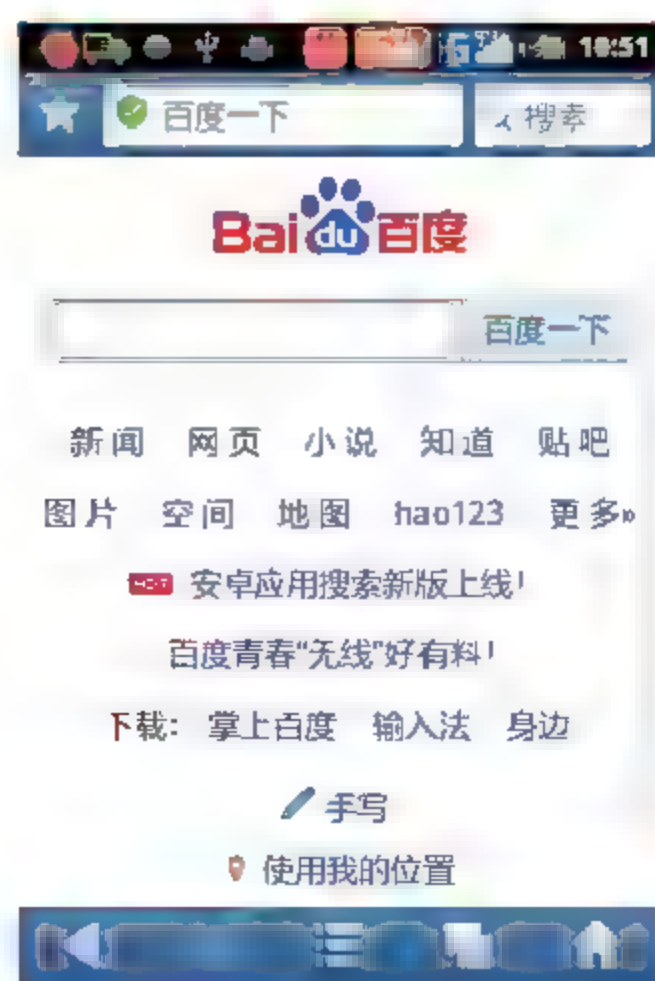 10:51
百度一下 搜索
Bai du 百度
百度一下
新闻 网页 小说 知道 贴吧
图片 空间 地图 hao123 更多»
HOT 安卓应用搜索新版上线!
百度青春“无线”好有料!
下载: 掌上百度 输入法 身边
手写
使用我的位置